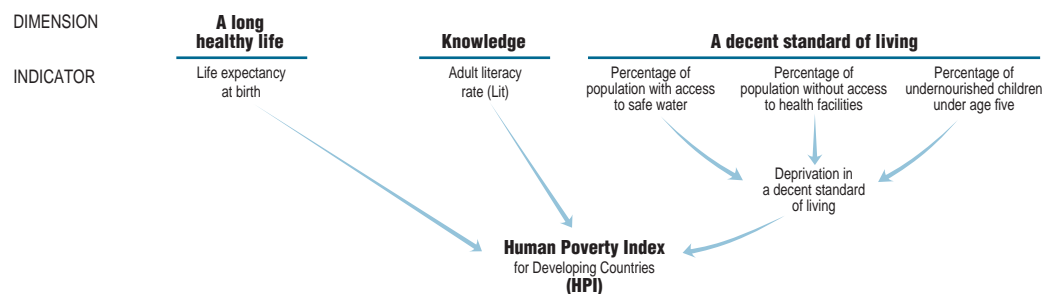 DIMENSION
A long
healthy life
Knowledge
A decent standard of living
INDICATOR
Life expectancy
at birth
Adult literacy
rate (Lit)
Percentage of
population with access
to safe water
Percentage of
population without access
to health facilities
Percentage of
undernourished children
under age five
Deprivation in
a decent standard
of living
Human Poverty Index
for Developing Countries
(HPI)